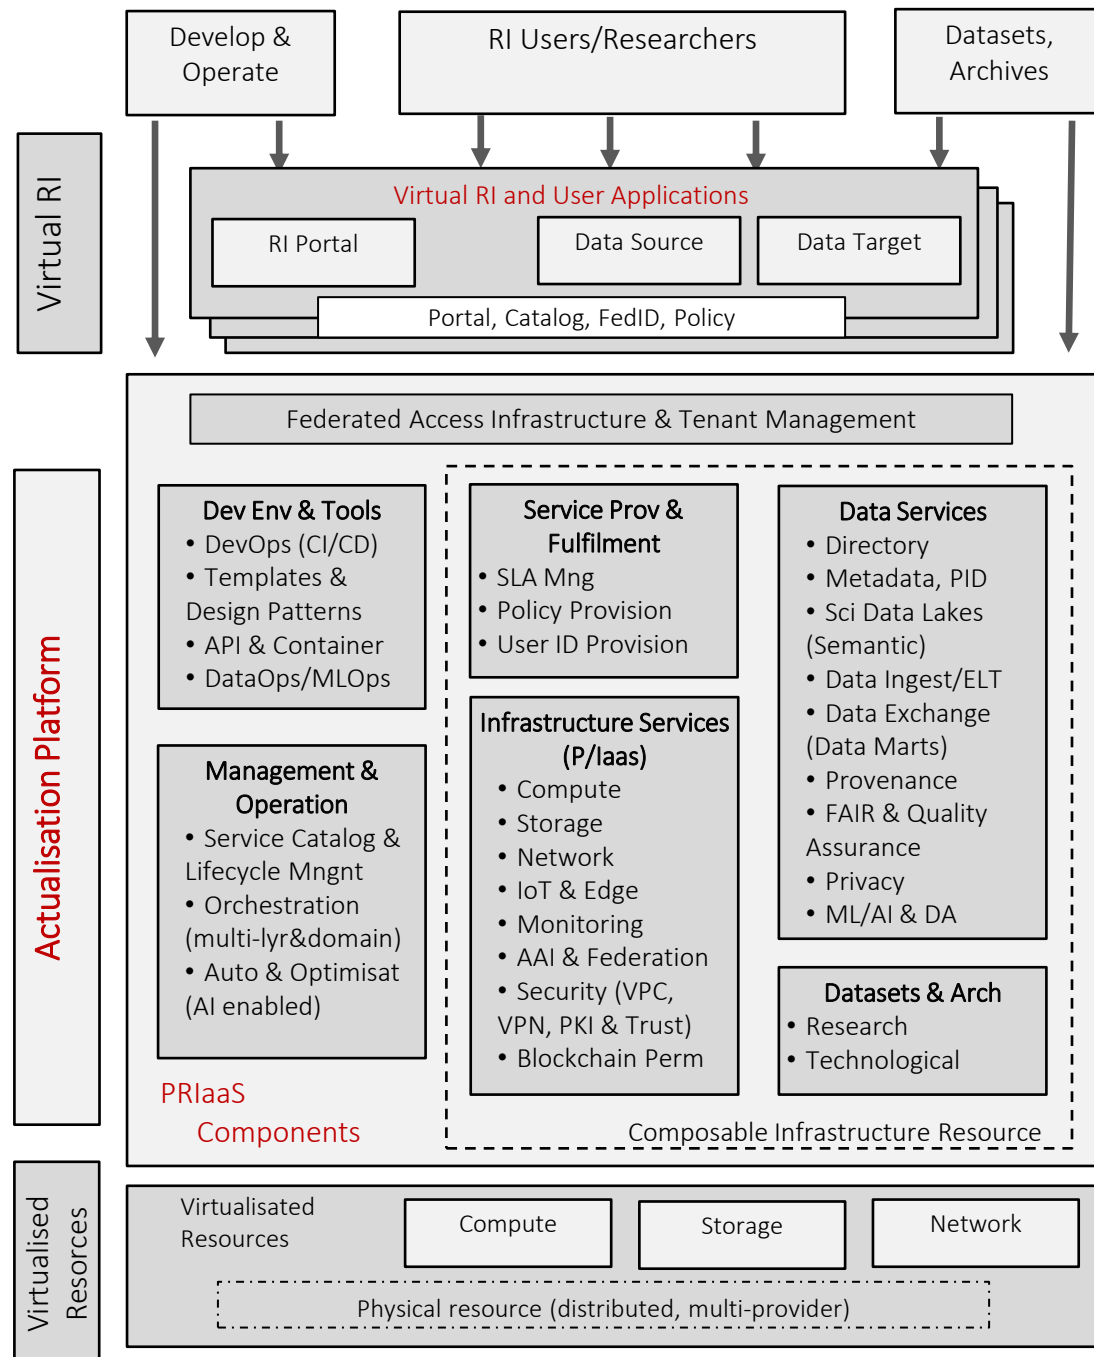 Develop &
Operate
RI Users/Researchers
Datasets,
Archives
Virtual RI
Virtual RI and User Applications
RI Portal
Data Source
Data Target
Portal, Catalog, FedID, Policy
Federated Access Infrastructure & Tenant Management
Actualisation Platform
Dev Env & Tools
• DevOps (CI/CD)
• Templates &
Design Patterns
• API & Container
• DataOps/MLOps
Management &
Operation
• Service Catalog &
Lifecycle Mngnt
• Orchestration
(multi-lyr&domain)
• Auto & Optimisat
(AI enabled)
PRIaaS
Components
Service Prov &
Fulfilment
• SLA Mng
• Policy Provision
• User ID Provision
Infrastructure Services
(P/Iaas)
• Compute
• Storage
• Network
• IoT & Edge
• Monitoring
• AAI & Federation
• Security (VPC,
VPN, PKI & Trust)
• Blockchain Perm
Data Services
• Directory
• Metadata, PID
• Sci Data Lakes
(Semantic)
• Data Ingest/ELT
• Data Exchange
(Data Marts)
• Provenance
• FAIR & Quality
Assurance
• Privacy
• ML/AI & DA
Datasets & Arch
• Research
• Technological
Composable Infrastructure Resource
Virtualised
Resorces
Virtualisated
Resources
Compute
Storage
Network
Physical resource (distributed, multi-provider)